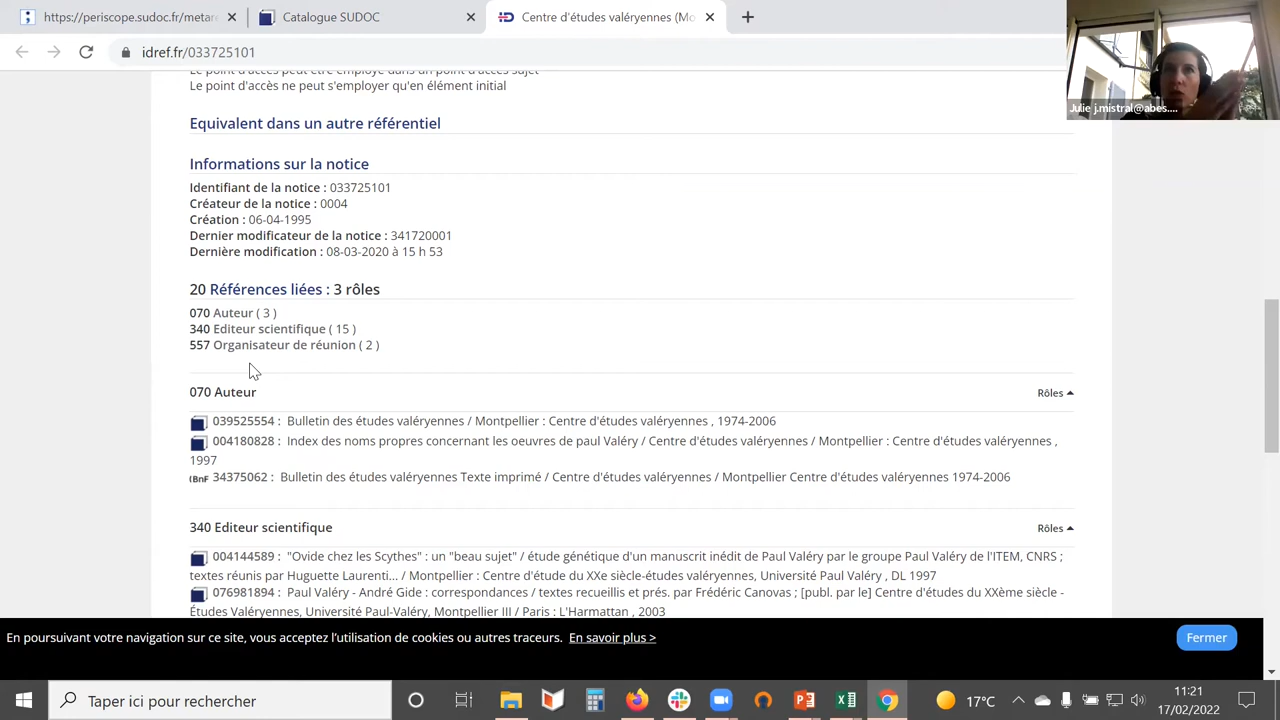 https://periscope.sudoc.fr/metare
Catalogue SUDOC
Centre d'études valéryennes (Mo
idref.fr/033725101
Julie j.mistral@abes....
Le point d'accès peut être employé dans un point d'accès sujet
Le point d'accès ne peut s'employer qu'en élément initial
Equivalent dans un autre référentiel
Informations sur la notice
Identifiant de la notice : 033725101
Créateur de la notice : 0004
Création : 06-04-1995
Dernier modificateur de la notice : 341720001
Dernière modification : 08-03-2020 à 15 h 53
20 Références liées : 3 rôles
070 Auteur ( 3 )
340 Editeur scientifique ( 15 )
557 Organisateur de réunion ( 2 )
070 Auteur
Rôles
039525554 : Bulletin des études valéryennes / Montpellier : Centre d'études valéryennes , 1974-2006
004180828 : Index des noms propres concernant les oeuvres de paul Valéry / Centre d'études valéryennes / Montpellier : Centre d'études valéryennes ,
1997
(BnF 34375062 : Bulletin des études valéryennes Texte imprimé / Centre d'études valéryennes / Montpellier Centre d'études valéryennes 1974-2006
340 Editeur scientifique
Rôles
004144589 : "Ovide chez les Scythes" : un "beau sujet" / étude génétique d'un manuscrit inédit de Paul Valéry par le groupe Paul Valéry de l'ITEM, CNRS ;
textes réunis par Huguette Laurenti... / Montpellier : Centre d'étude du XXe siècle-études valéryennes, Université Paul Valéry , DL 1997
076981894 : Paul Valéry - André Gide : correspondances / textes recueillis et prés. par Frédéric Canovas ; [publ. par le] Centre d'études du XXème siècle -
Études Valéryennes, Université Paul-Valéry, Montpellier III / Paris : L'Harmattan , 2003
En poursuivant votre navigation sur ce site, vous acceptez l'utilisation de cookies ou autres traceurs. En savoir plus >
Fermer
Taper ici pour rechercher
17°C
11:21
17/02/2022